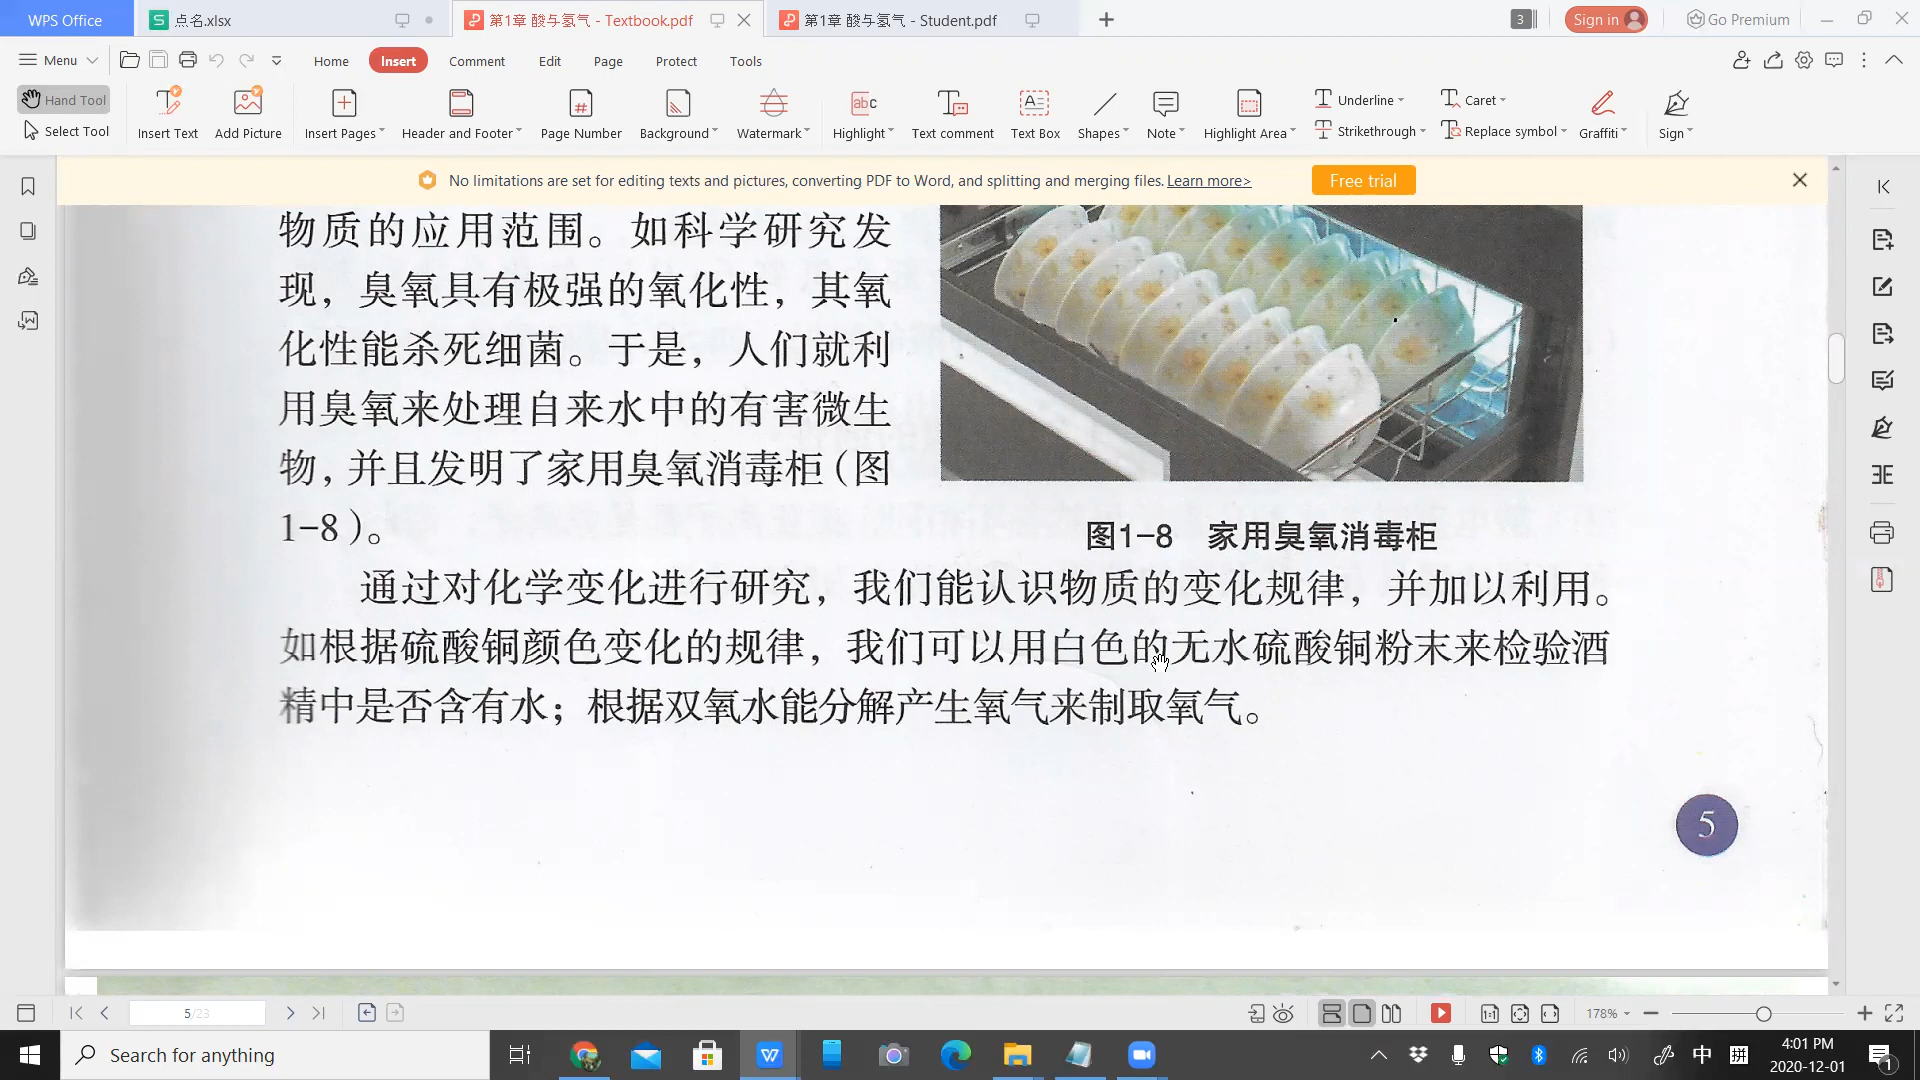 WPS Office
点名.xlsx
第1章 酸与氢气 - Textbook.pdf
第1章 酸与氢气 - Student.pdf
3
Sign in
Go Premium
Menu
Home
Insert
Comment
Edit
Page
Protect
Tools
Hand Tool
Select Tool
Insert Text
Add Picture
Insert Pages
Header and Footer
Page Number
Background
Watermark
Highlight
Text comment
Text Box
Shapes
Note
Highlight Area
Underline
Strikethrough
Caret
Replace symbol
Graffiti
Sign
No limitations are set for editing texts and pictures, converting PDF to Word, and splitting and merging files. Learn more>
Free trial
物质的应用范围。如科学研究发
现，臭氧具有极强的氧化性，其氧
化性能杀死细菌。于是，人们就利
用臭氧来处理自来水中的有害微生
物，并且发明了家用臭氧消毒柜（图
1-8）。
图1-8 家用臭氧消毒柜
通过对化学变化进行研究，我们能认识物质的变化规律，并加以利用。
如根据硫酸铜颜色变化的规律，我们可以用白色的无水硫酸铜粉末来检验酒
精中是否含有水；根据双氧水能分解产生氧气来制取氧气。
5
5/23
178%
Search for anything
中
拼
4:01 PM
2020-12-01
1